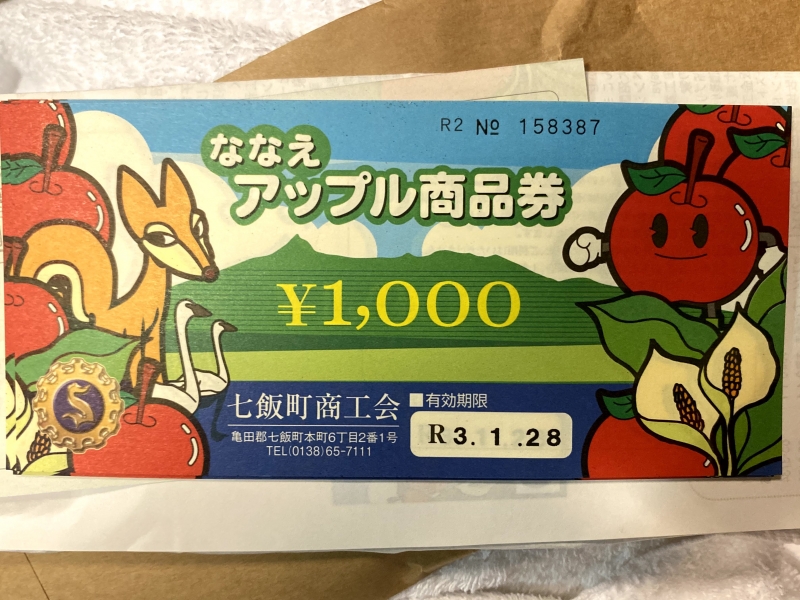 R2 № 158387
ななえ
アップル商品券
¥1,000
七飯町商工会
亀田郡七飯町本町6丁目2番1号
TEL(0138)65-7111
■有効期限
R3.1.28
S